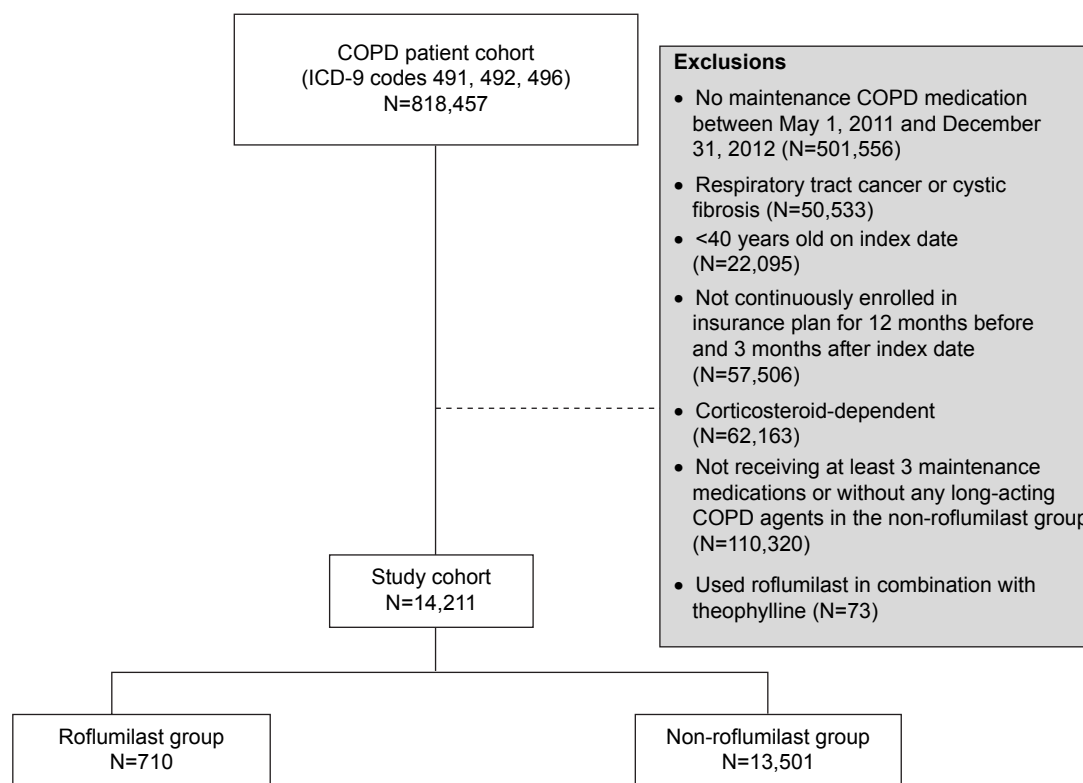 COPD patient cohort
(ICD-9 codes 491, 492, 496)
N=818,457
Exclusions
• No maintenance COPD medication
between May 1, 2011 and December
31, 2012 (N=501,556)
• Respiratory tract cancer or cystic
fibrosis (N=50,533)
• <40 years old on index date
(N=22,095)
• Not continuously enrolled in
insurance plan for 12 months before
and 3 months after index date
(N=57,506)
• Corticosteroid-dependent
(N=62,163)
• Not receiving at least 3 maintenance
medications or without any long-acting
COPD agents in the non-roflumilast group
(N=110,320)
• Used roflumilast in combination with
theophylline (N=73)
Study cohort
N=14,211
Roflumilast group
N=710
Non-roflumilast group
N=13,501